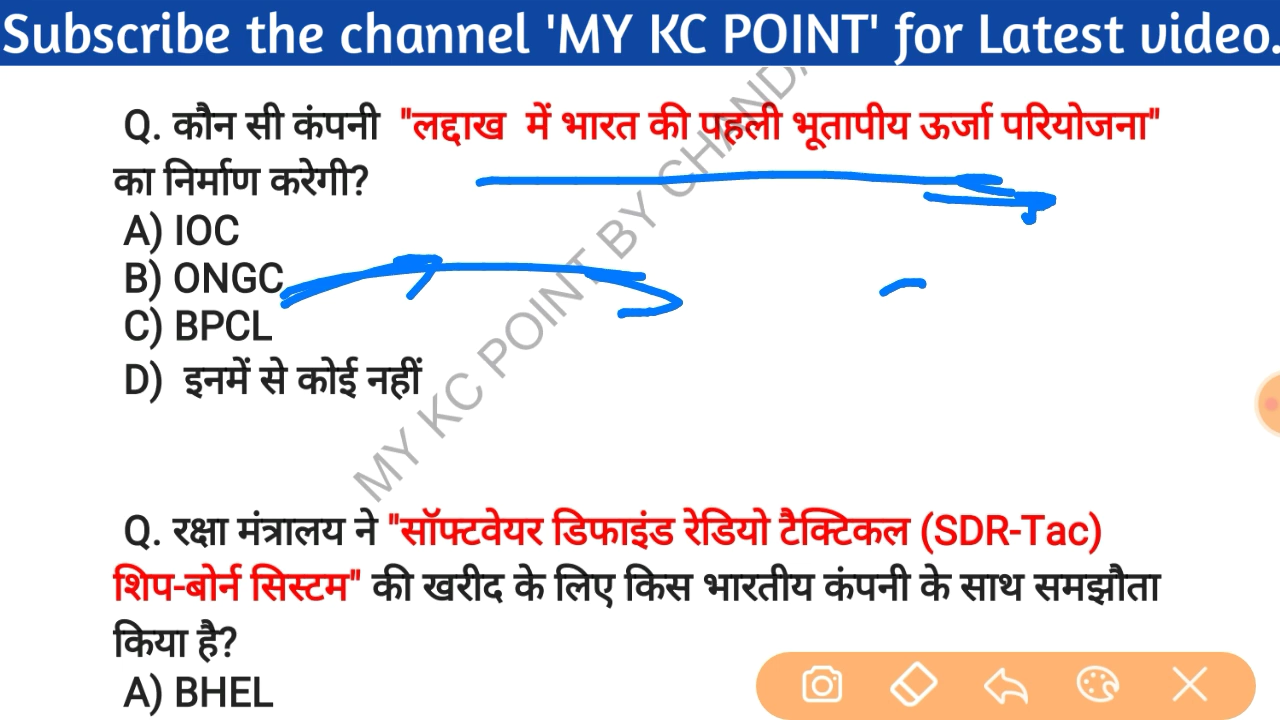 Subscribe the channel 'MY KC POINT' for Latest video.
Q. कौन सी कंपनी "लद्दाख में भारत की पहली भूतापीय ऊर्जा परियोजना"
का निर्माण करेगी?
A) IOC
B) ONGC
C) BPCL
D) इनमें से कोई नहीं
MY KC POINT BY CHANDA
Q. रक्षा मंत्रालय ने "सॉफ्टवेयर डिफाइंड रेडियो टैक्टिकल (SDR-Tac)
शिप-बोर्न सिस्टम" की खरीद के लिए किस भारतीय कंपनी के साथ समझौता
किया है?
A) BHEL